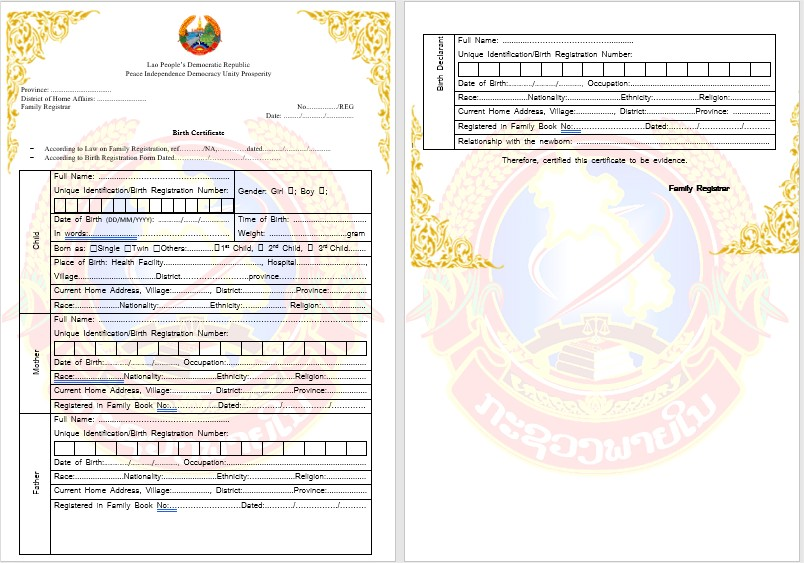 Lao People's Democratic Republic
Peace Independence Democracy Unity Prosperity
Province: ..............................
District of Home Affairs: .........................
Family Registrar
No................/REG
Date: ......../......../..............
Birth Certificate
– According to Law on Family Registration, ref............/NA,................dated............/............/............
– According to Birth Registration Form Dated............../............../..............
Child
Full Name: ..................................................
Unique Identification/Birth Registration Number:
Gender: Girl ▯; Boy ▯;
Date of Birth (DD/MM/YYYY): ........./......../.........
In words:..............................
Time of Birth: ..............................
Weight: ..............................gram
Born as: ☐Single ☐Twin ☐Others:...........▯1st Child, ▯ 2nd Child, ▯ 3rd Child.......
Place of Birth: Health Facility................................................, Hospital..............................,
Village..............................District..............................province..............................
Current Home Address, Village:..............., District:....................Province: ...............
Race:.................Nationality:....................Ethnicity:................ Religion:....................
Mother
Full Name: ..................................................
Unique Identification/Birth Registration Number:
Date of Birth:........./........./........., Occupation:..................................................
Race:....................Nationality:....................Ethnicity:....................Religion:...............
Current Home Address, Village:..............., District:....................Province:...............
Registered in Family Book No:....................Dated:............/............/............
Father
Full Name: ..................................................
Unique Identification/Birth Registration Number:
Date of Birth:........./........./........., Occupation:..................................................
Race:....................Nationality:....................Ethnicity:....................Religion:...............
Current Home Address, Village:..............., District:....................Province:...............
Registered in Family Book No:..............................Dated:............/............/............
ກະຊວງພາຍໃນ
Birth Declarant
Full Name: ..................................................
Unique Identification/Birth Registration Number:
Date of Birth:........./........./........., Occupation:..................................................
Race:....................Nationality:....................Ethnicity:....................Religion:...............
Current Home Address, Village:..............., District:....................Province: ...............
Registered in Family Book No:....................Dated:............/............/............
Relationship with the newborn: ..................................................
Therefore, certified this certificate to be evidence.
Family Registrar
ກະຊວງພາຍໃນ